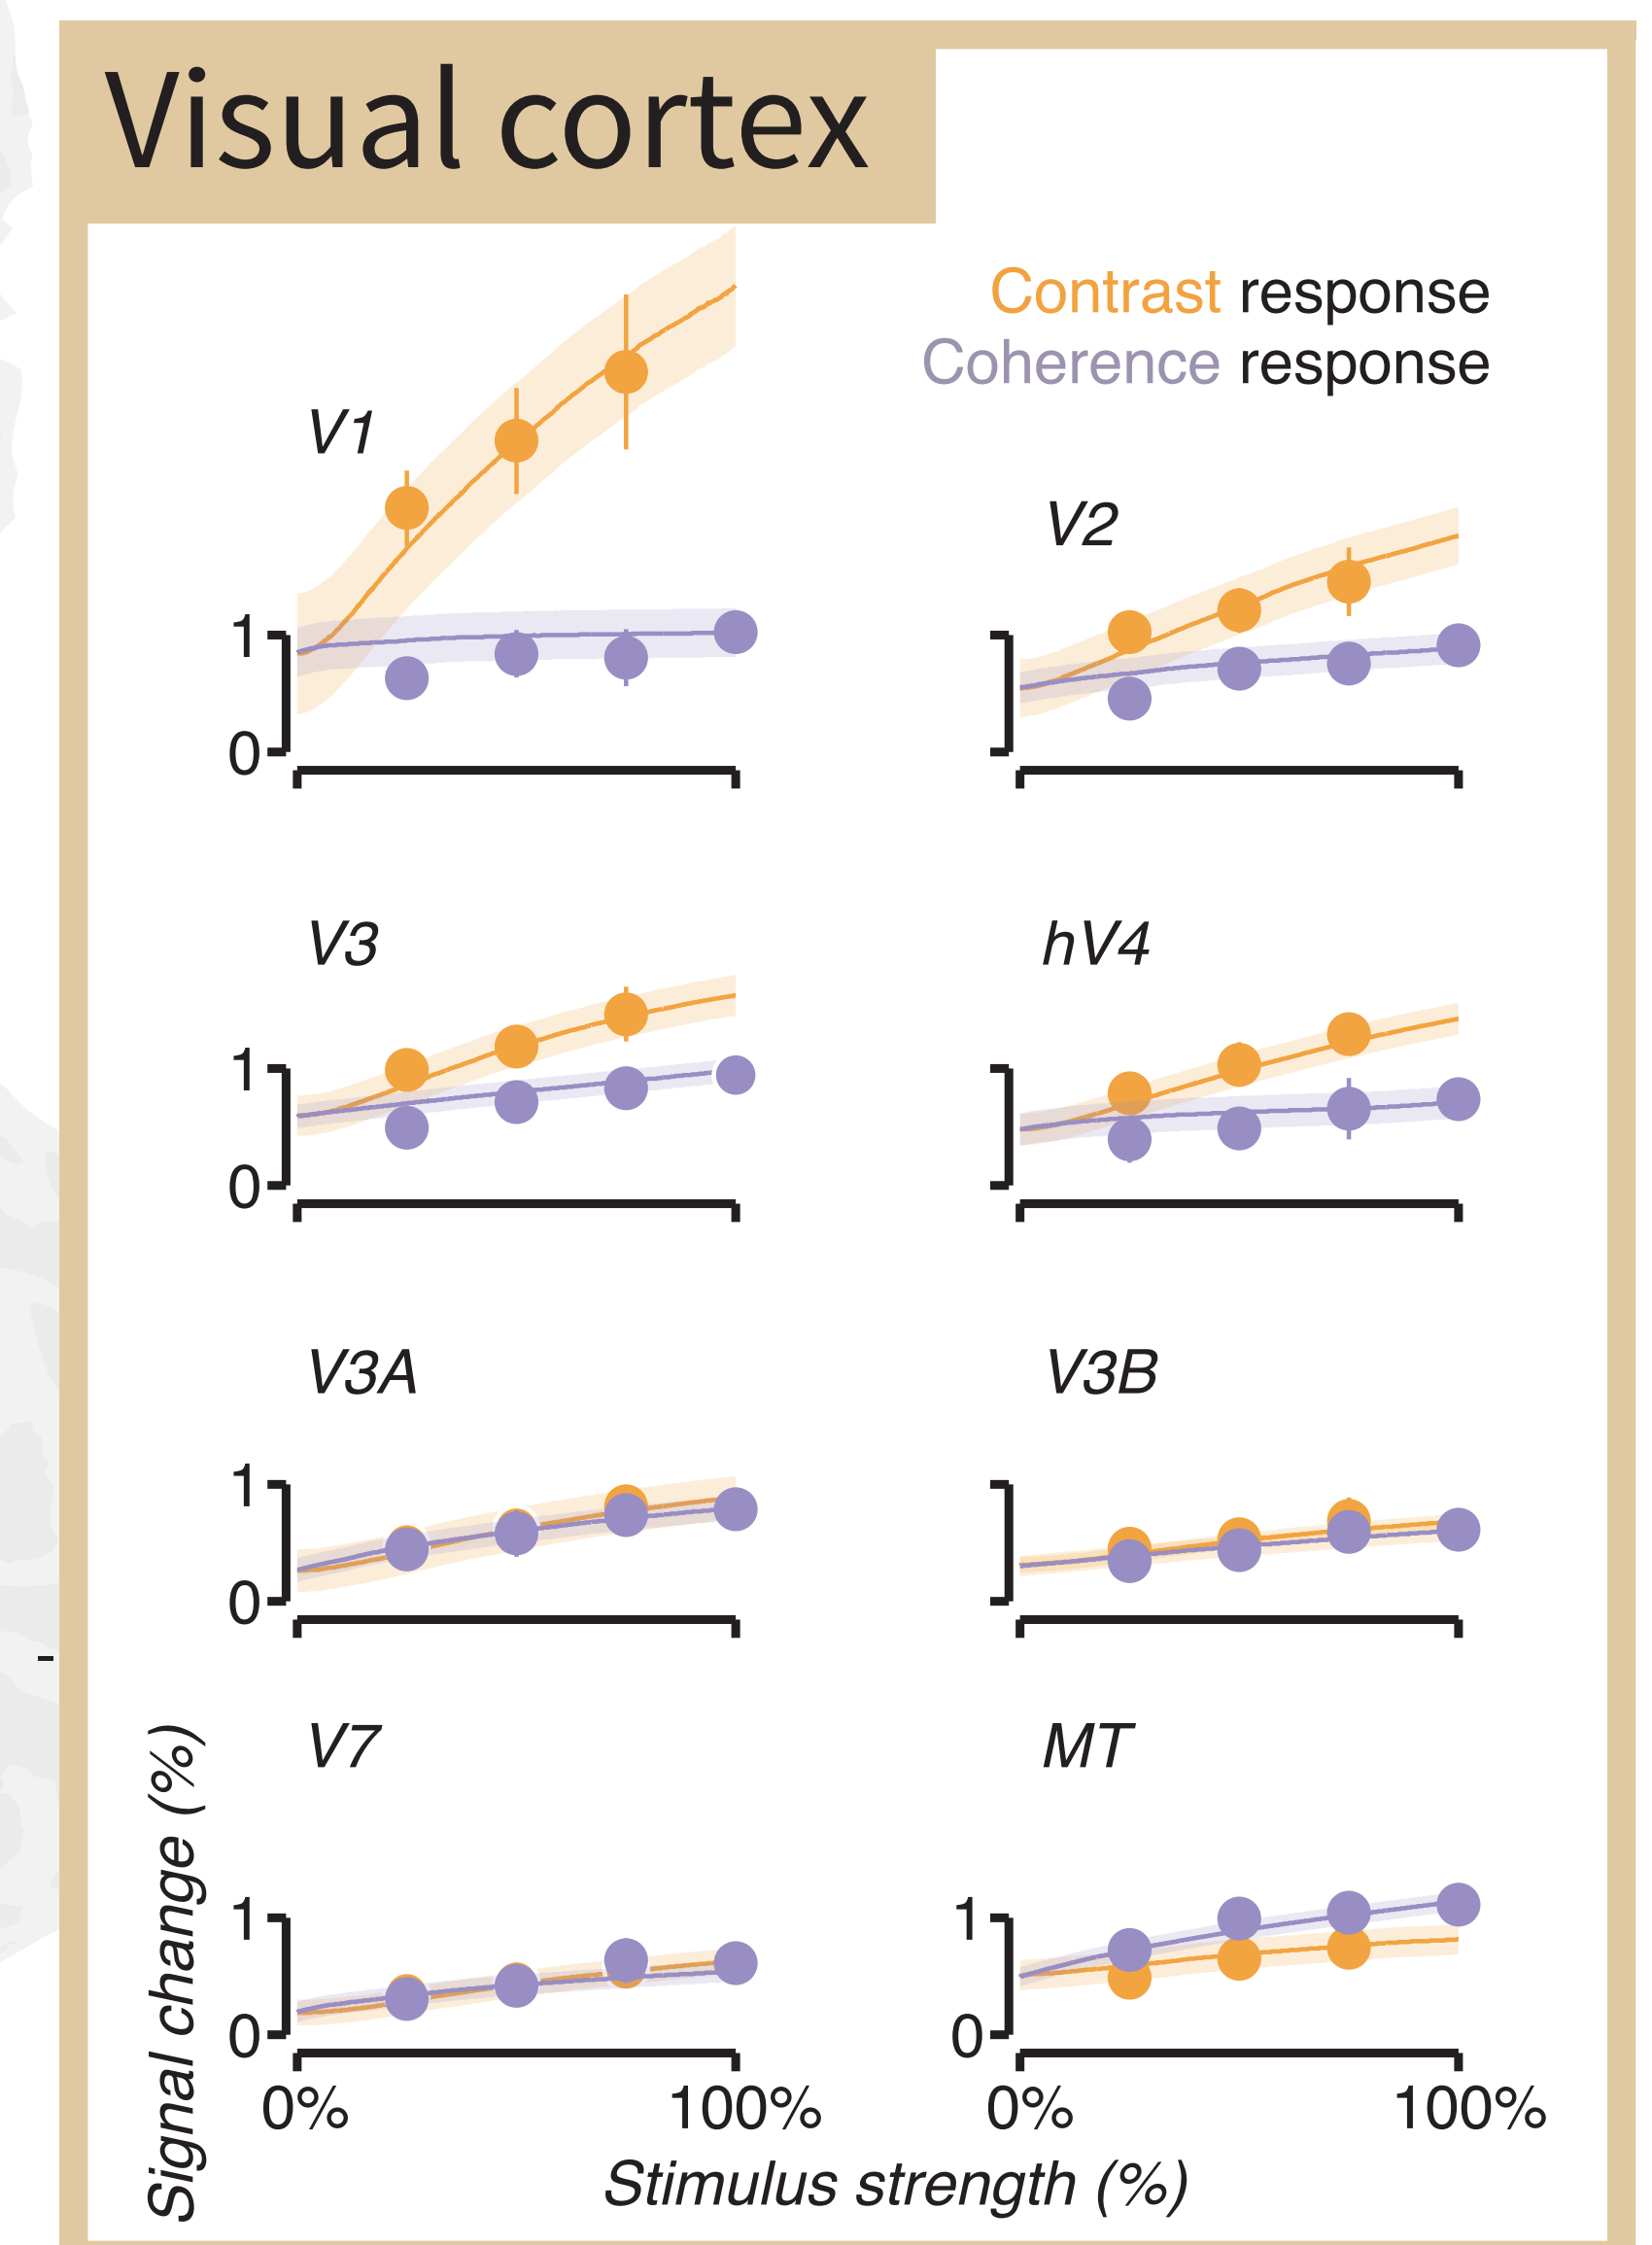 Visual cortex
Contrast response
Coherence response
V1
V2
1
0
V3
hV4
1
0
V3A
V3B
1
0
V7
MT
1
0
1
0
0%
100%
0%
100%
Signal change (%)
Stimulus strength (%)